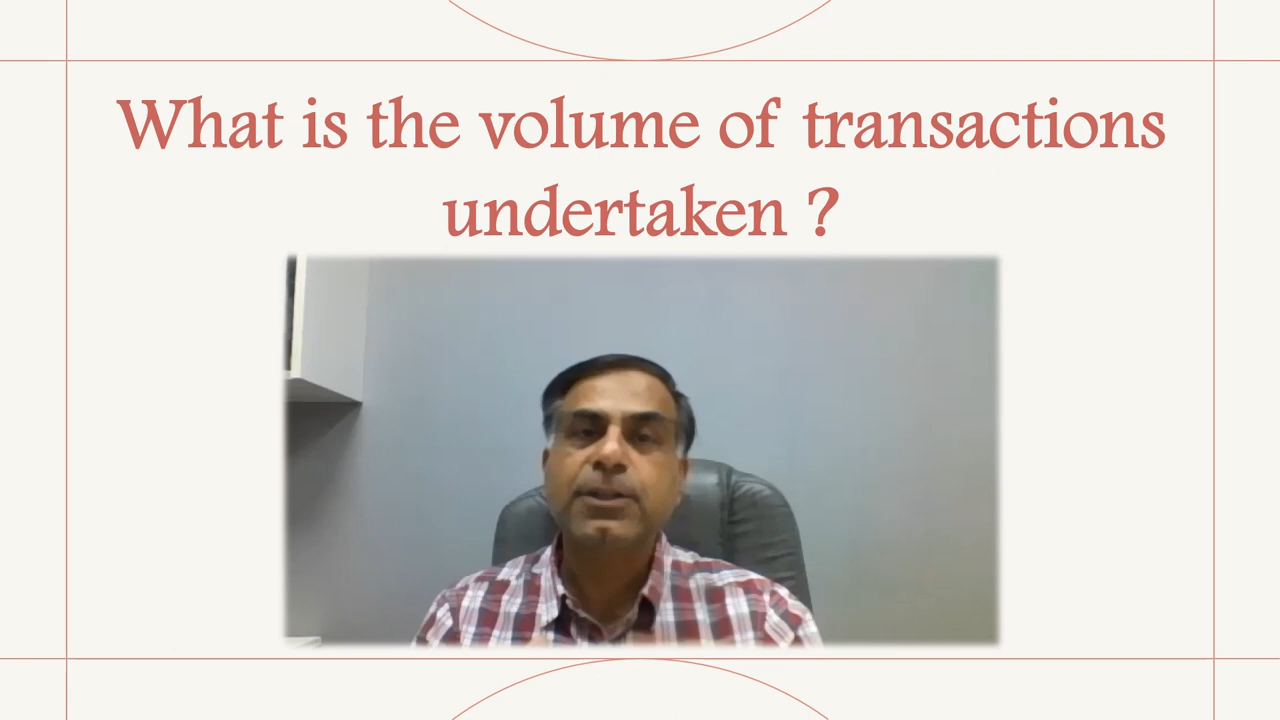 What is the volume of transactions
undertaken ?